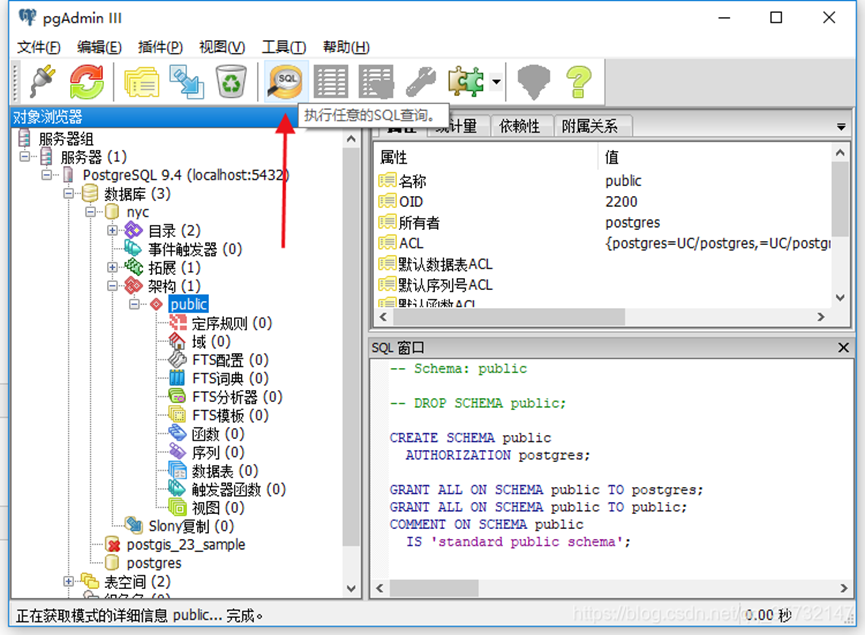 pgAdmin III
文件(F) 编辑(E) 插件(P) 视图(V) 工具(T) 帮助(H)
SQL
执行任意的SQL查询。
对象浏览器
服务器组
服务器 (1)
PostgreSQL 9.4 (localhost:5432)
数据库 (3)
nyc
目录 (2)
事件触发器 (0)
拓展 (1)
架构 (1)
public
定序规则 (0)
域 (0)
FTS配置 (0)
FTS词典 (0)
FTS分析器 (0)
FTS模板 (0)
函数 (0)
序列 (0)
数据表 (0)
触发器函数 (0)
视图 (0)
Slony复制 (0)
postgis_23_sample
postgres
表空间 (2)
属性 统计量 依赖性 附属关系
属性 值
名称 public
OID 2200
所有者 postgres
ACL {postgres=UC/postgres,=UC/postgr
默认数据表ACL
默认序列号ACL
默认函数ACL
SQL 窗口
-- Schema: public
-- DROP SCHEMA public;
CREATE SCHEMA public
AUTHORIZATION postgres;
GRANT ALL ON SCHEMA public TO postgres;
GRANT ALL ON SCHEMA public TO public;
COMMENT ON SCHEMA public
IS 'standard public schema';
正在获取模式的详细信息 public... 完成。
0.00 秒